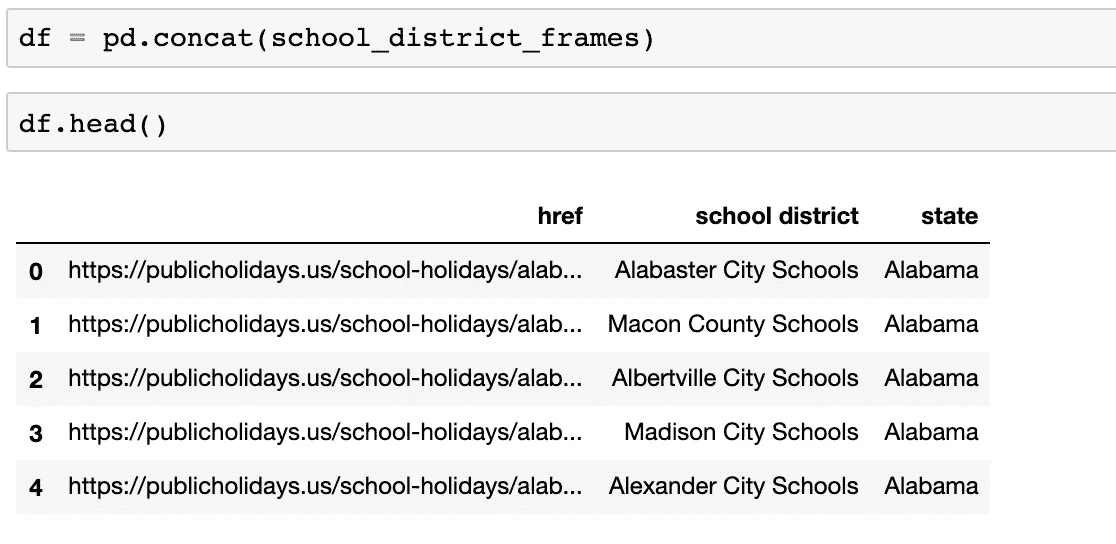 df = pd.concat(school_district_frames)
df.head()
href school district state
0 https://publicholidays.us/school-holidays/alab... Alabaster City Schools Alabama
1 https://publicholidays.us/school-holidays/alab... Macon County Schools Alabama
2 https://publicholidays.us/school-holidays/alab... Albertville City Schools Alabama
3 https://publicholidays.us/school-holidays/alab... Madison City Schools Alabama
4 https://publicholidays.us/school-holidays/alab... Alexander City Schools Alabama